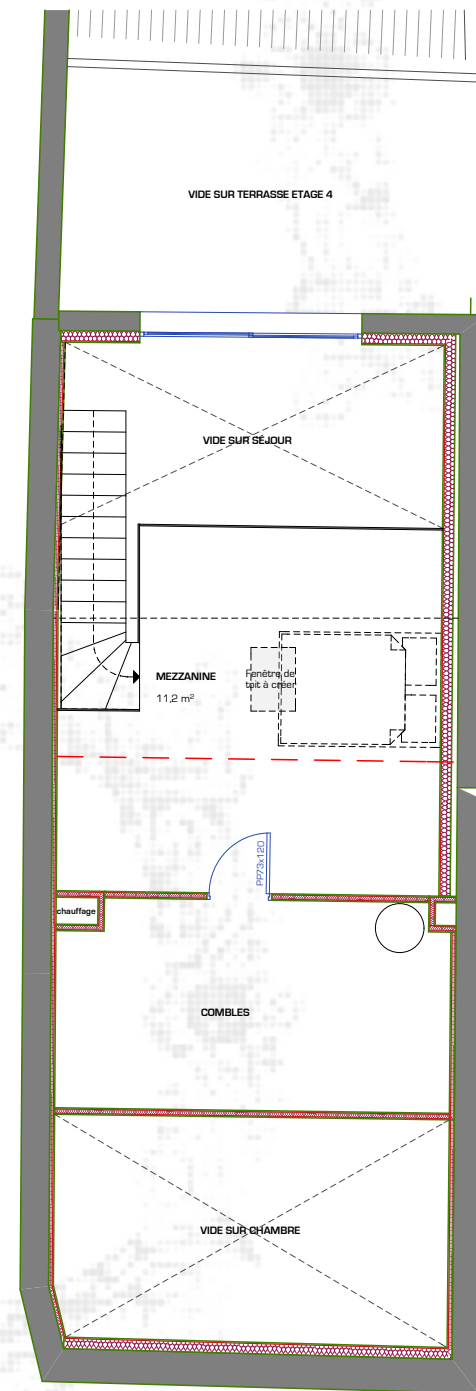 VIDE SUR TERRASSE ETAGE 4
VIDE SUR SÉJOUR
MEZZANINE
11,2 m²
Fenêtre de
toit à créer
PP73x120
chauffage
COMBLES
VIDE SUR CHAMBRE